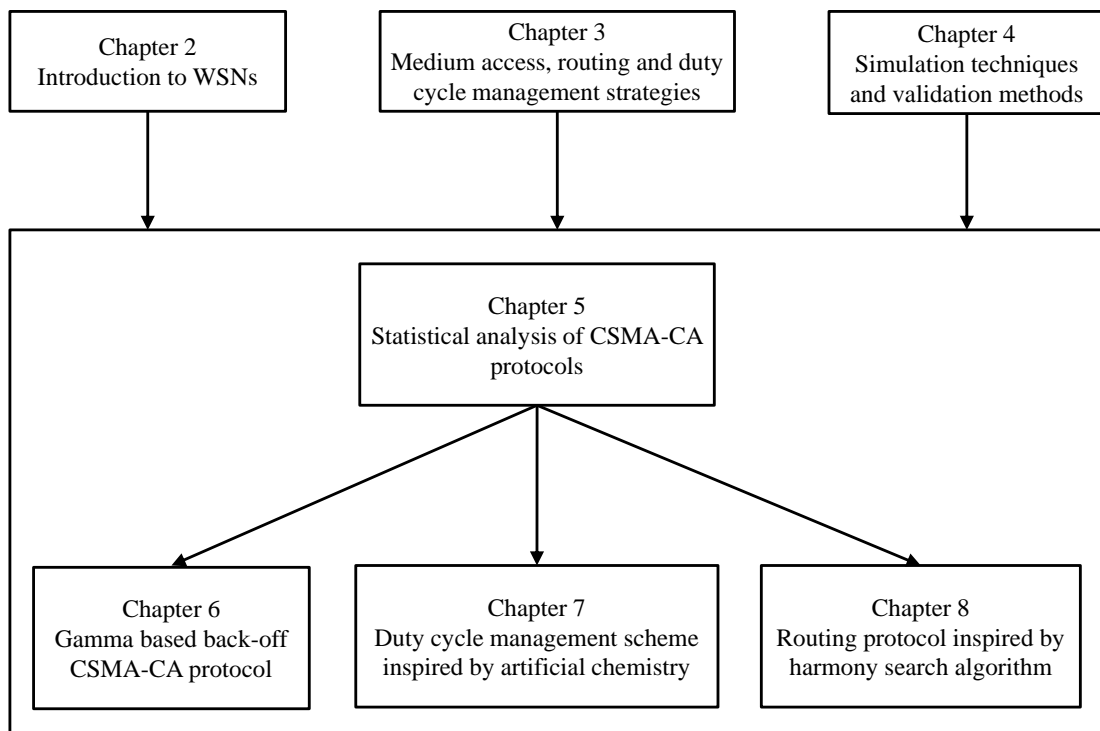 Chapter 2
Introduction to WSNs
Chapter 3
Medium access, routing and duty
cycle management strategies
Chapter 4
Simulation techniques
and validation methods
Chapter 5
Statistical analysis of CSMA-CA
protocols
Chapter 6
Gamma based back-off
CSMA-CA protocol
Chapter 7
Duty cycle management scheme
inspired by artificial chemistry
Chapter 8
Routing protocol inspired by
harmony search algorithm